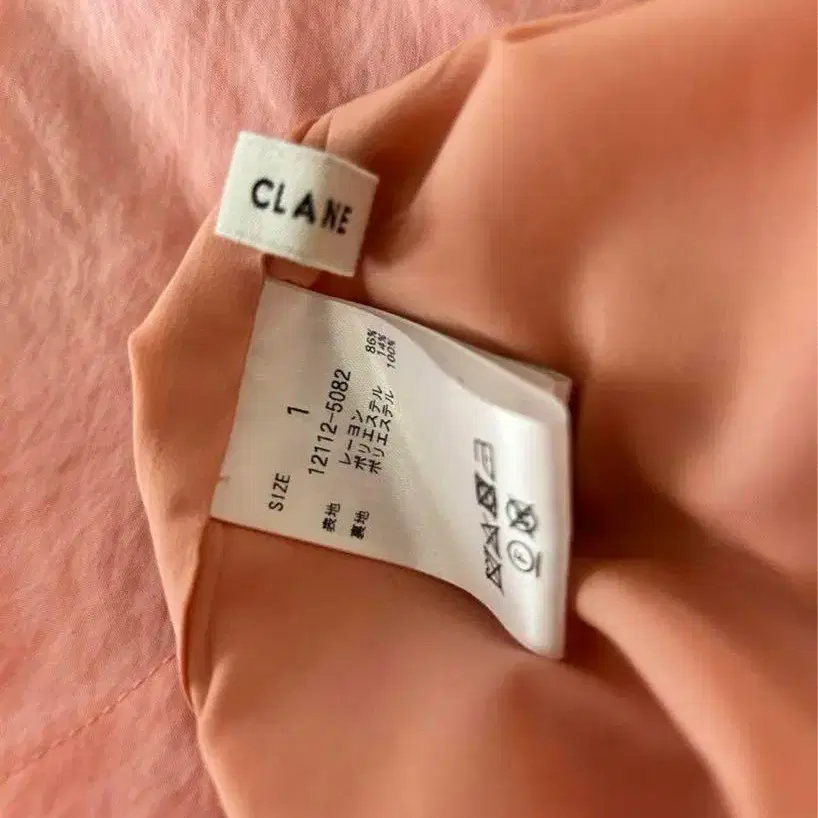 CLANE
SIZE 1
12112-5082
表地 レーヨン 86%
ポリエステル 14%
裏地 ポリエステル 100%
F